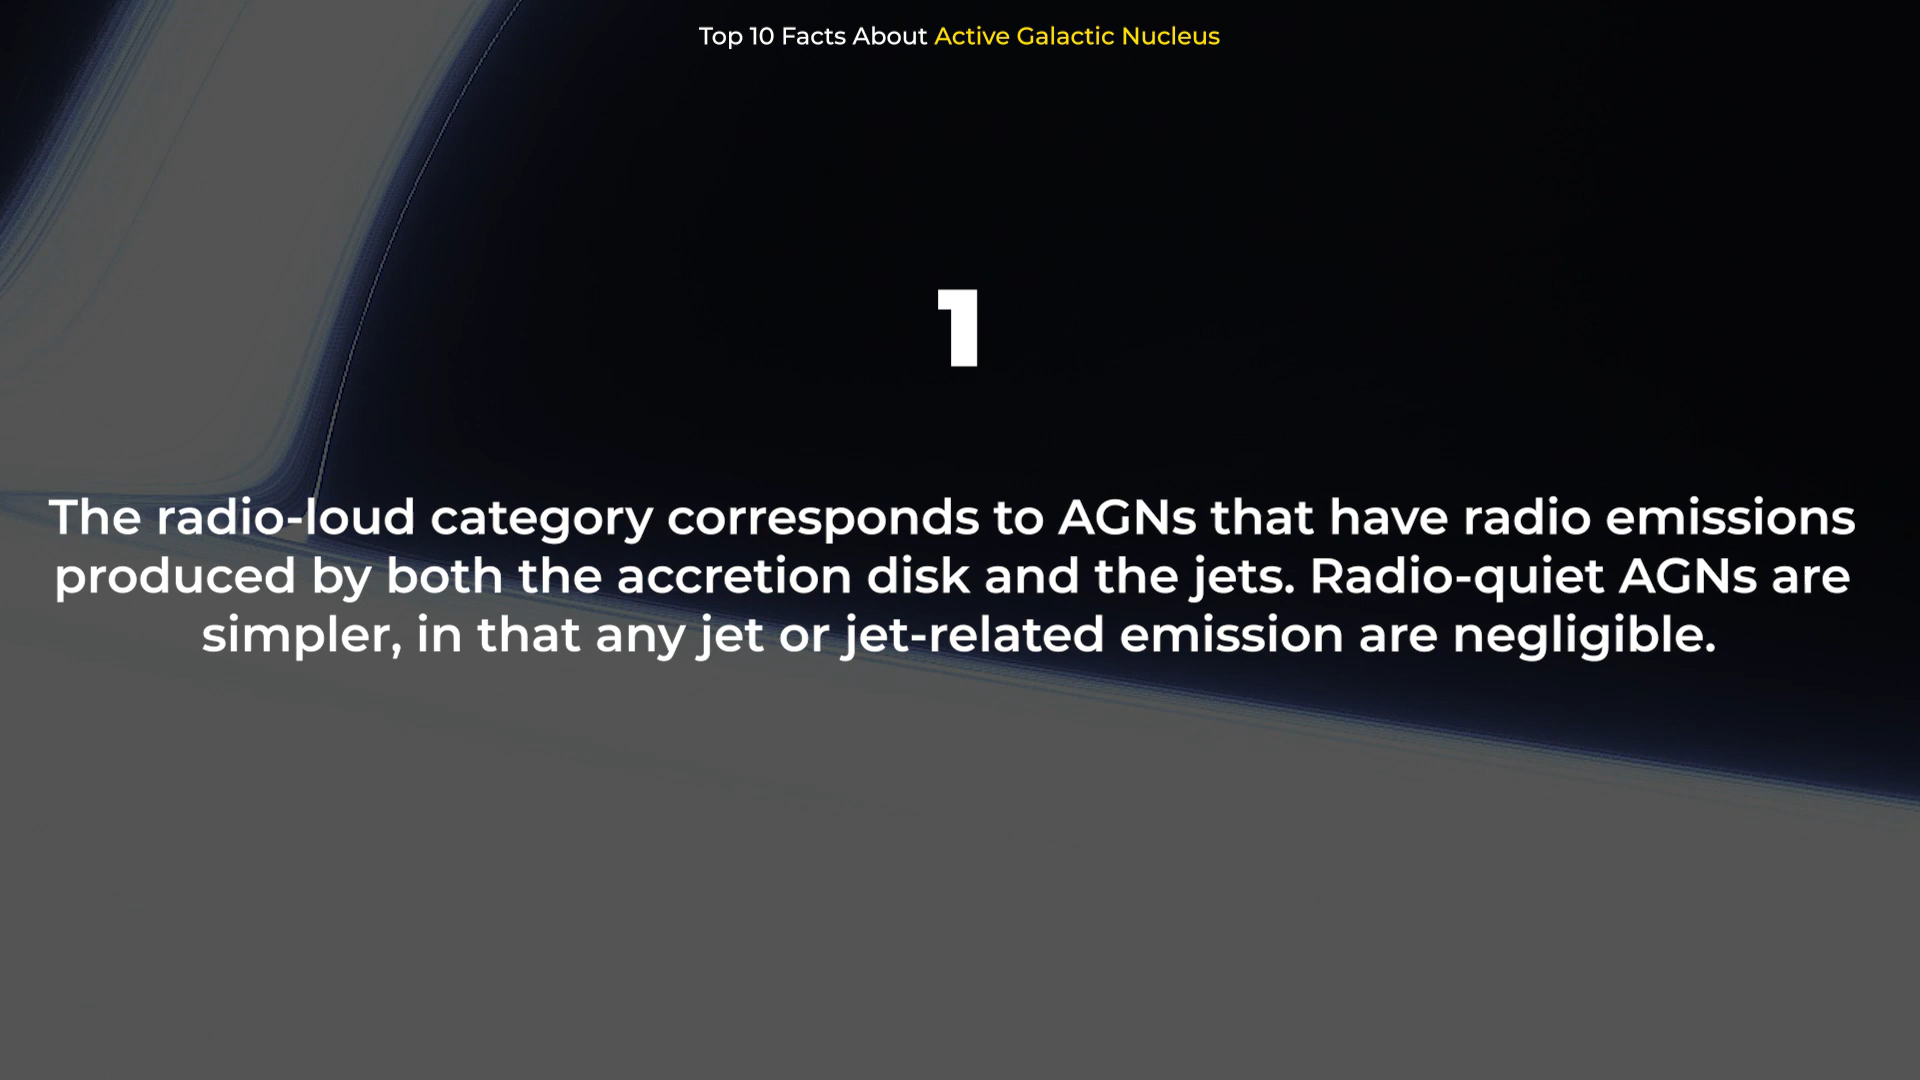 Top 10 Facts About Active Galactic Nucleus
1
The radio-loud category corresponds to AGNs that have radio emissions
produced by both the accretion disk and the jets. Radio-quiet AGNs are
simpler, in that any jet or jet-related emission are negligible.